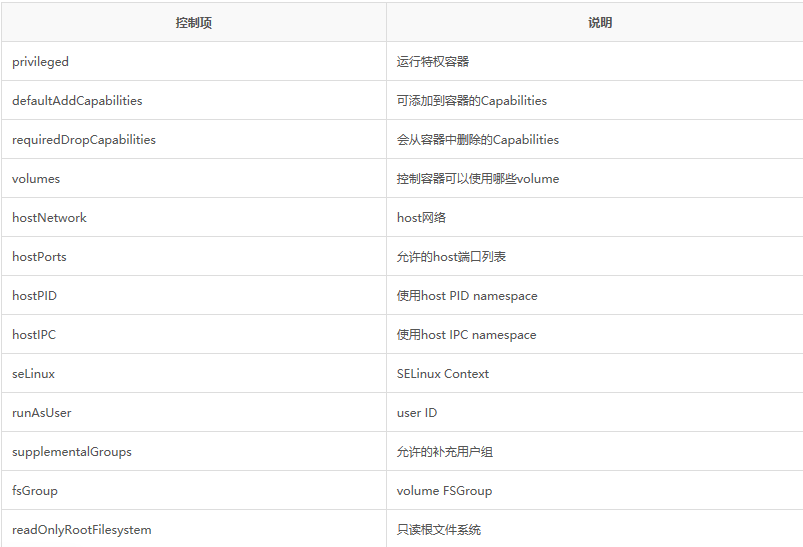 控制项 说明
privileged 运行特权容器
defaultAddCapabilities 可添加到容器的Capabilities
requiredDropCapabilities 会从容器中删除的Capabilities
volumes 控制容器可以使用哪些volume
hostNetwork host网络
hostPorts 允许的host端口列表
hostPID 使用host PID namespace
hostIPC 使用host IPC namespace
seLinux SELinux Context
runAsUser user ID
supplementalGroups 允许的补充用户组
fsGroup volume FSGroup
readOnlyRootFilesystem 只读根文件系统